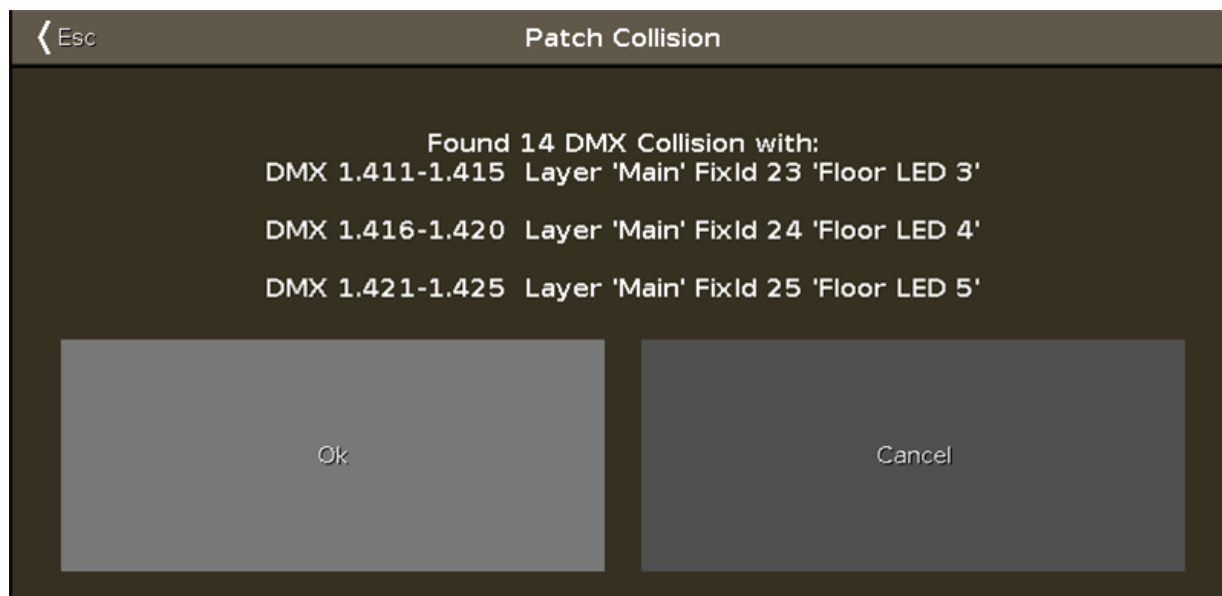 Esc
Patch Collision
Found 14 DMX Collision with:
DMX 1.411-1.415 Layer 'Main' FixId 23 'Floor LED 3'
DMX 1.416-1.420 Layer 'Main' FixId 24 'Floor LED 4'
DMX 1.421-1.425 Layer 'Main' FixId 25 'Floor LED 5'
Ok
Cancel